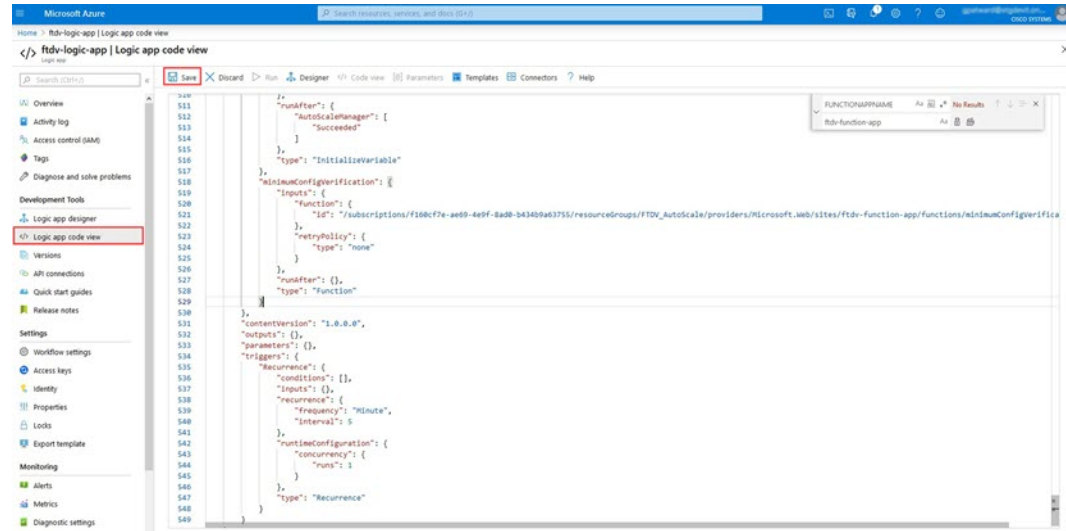 Microsoft Azure
Search resources, services, and docs (G+/)
CISCO SYSTEMS
Home > ftdv-logic-app | Logic app code view
</> ftdv-logic-app | Logic app code view
Logic app
Search (Ctrl+/)
Save Discard Run Designer </> Code view Parameters Templates Connectors ? Help
Overview
Activity log
Access control (IAM)
Tags
Diagnose and solve problems
Development Tools
Logic app designer
</> Logic app code view
Versions
API connections
Quick start guides
Release notes
Settings
Workflow settings
Access keys
Identity
Properties
Locks
Export template
Monitoring
Alerts
Metrics
Diagnostic settings
FUNCTIONAPPNAME Aa No Results
ftdv-function-app
510 },
511 "runAfter": {
512 "AutoScaleManager": [
513 "Succeeded"
514 ]
515 },
516 "type": "InitializeVariable"
517 },
518 "minimumConfigVerification": {
519 "inputs": {
520 "function": {
521 "id": "/subscriptions/f160cf7e-ae69-4e9f-8ad0-b434b9a63755/resourceGroups/FTDV_AutoScale/providers/Microsoft.Web/sites/ftdv-function-app/functions/minimumConfigVerifica
522 },
523 "retryPolicy": {
524 "type": "none"
525 }
526 },
527 "runAfter": {},
528 "type": "Function"
529 }
530 },
531 "contentVersion": "1.0.0.0",
532 "outputs": {},
533 "parameters": {},
534 "triggers": {
535 "Recurrence": {
536 "conditions": [],
537 "inputs": {},
538 "recurrence": {
539 "frequency": "Minute",
540 "interval": 5
541 },
542 "runtimeConfiguration": {
543 "concurrency": {
544 "runs": 1
545 }
546 },
547 "type": "Recurrence"
548 }
549 }